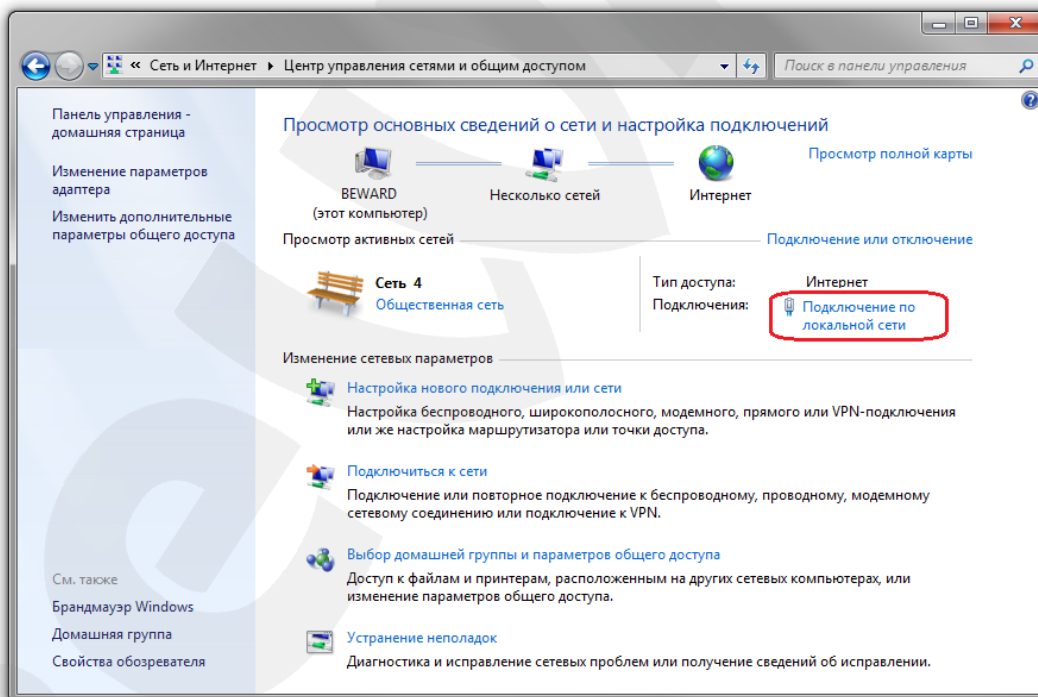 « Сеть и Интернет ▸ Центр управления сетями и общим доступом
Поиск в панели управления
Панель управления -
домашняя страница
Изменение параметров
адаптера
Изменить дополнительные
параметры общего доступа
Просмотр основных сведений о сети и настройка подключений
BEWARD
(этот компьютер)
Несколько сетей
Интернет
Просмотр полной карты
Просмотр активных сетей
Подключение или отключение
Сеть 4
Общественная сеть
Тип доступа: Интернет
Подключения: Подключение по
локальной сети
Изменение сетевых параметров
Настройка нового подключения или сети
Настройка беспроводного, широкополосного, модемного, прямого или VPN-подключения
или же настройка маршрутизатора или точки доступа.
Подключиться к сети
Подключение или повторное подключение к беспроводному, проводному, модемному
сетевому соединению или подключение к VPN.
Выбор домашней группы и параметров общего доступа
Доступ к файлам и принтерам, расположенным на других сетевых компьютерах, или
изменение параметров общего доступа.
Устранение неполадок
Диагностика и исправление сетевых проблем или получение сведений об исправлении.
См. также
Брандмауэр Windows
Домашняя группа
Свойства обозревателя